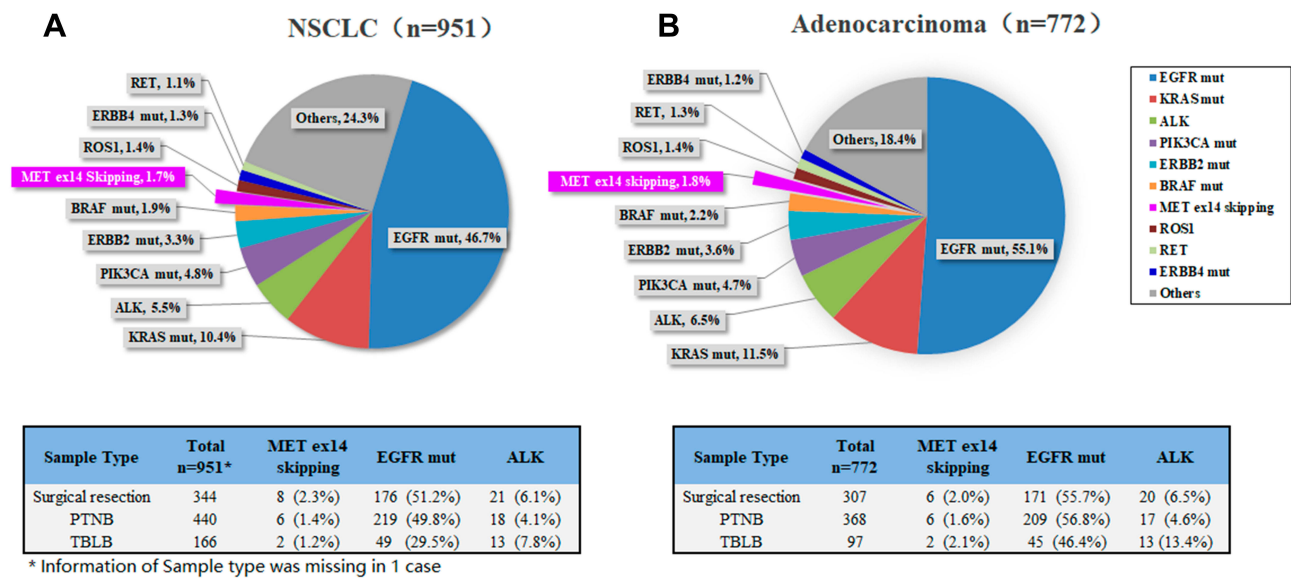 A
NSCLC（n=951）
RET, 1.1%
ERBB4 mut, 1.3%
ROS1, 1.4%
MET ex14 Skipping, 1.7%
BRAF mut, 1.9%
ERBB2 mut, 3.3%
PIK3CA mut, 4.8%
ALK, 5.5%
KRAS mut, 10.4%
Others, 24.3%
EGFR mut, 46.7%
B
Adenocarcinoma（n=772）
ERBB4 mut, 1.2%
RET, 1.3%
ROS1, 1.4%
MET ex14 skipping, 1.8%
BRAF mut, 2.2%
ERBB2 mut, 3.6%
PIK3CA mut, 4.7%
ALK, 6.5%
KRAS mut, 11.5%
Others, 18.4%
EGFR mut, 55.1%
EGFR mut
KRAS mut
ALK
PIK3CA mut
ERBB2 mut
BRAF mut
MET ex14 skipping
ROS1
RET
ERBB4 mut
Others
Sample Type Total n=951* MET ex14 skipping EGFR mut ALK
Surgical resection 344 8 (2.3%) 176 (51.2%) 21 (6.1%)
PTNB 440 6 (1.4%) 219 (49.8%) 18 (4.1%)
TBLB 166 2 (1.2%) 49 (29.5%) 13 (7.8%)
* Information of Sample type was missing in 1 case
Sample Type Total n=772 MET ex14 skipping EGFR mut ALK
Surgical resection 307 6 (2.0%) 171 (55.7%) 20 (6.5%)
PTNB 368 6 (1.6%) 209 (56.8%) 17 (4.6%)
TBLB 97 2 (2.1%) 45 (46.4%) 13 (13.4%)